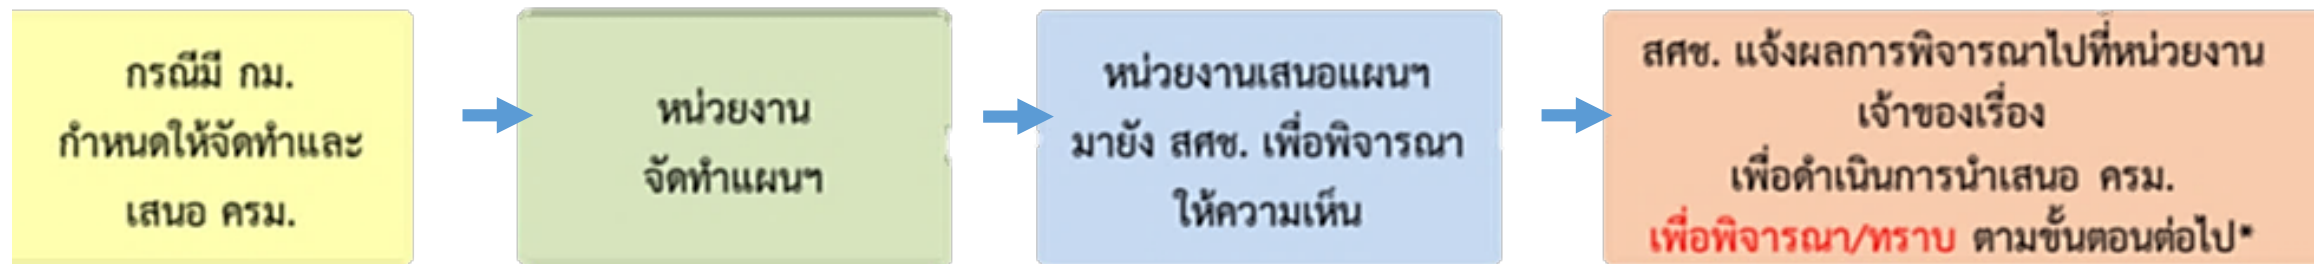 กรณีมี กม.
กำหนดให้จัดทำและ
เสนอ ครม.
หน่วยงาน
จัดทำแผนฯ
หน่วยงานเสนอแผนฯ
มายัง สศช. เพื่อพิจารณา
ให้ความเห็น
สศช. แจ้งผลการพิจารณาไปที่หน่วยงาน
เจ้าของเรื่อง
เพื่อดำเนินการนำเสนอ ครม.
เพื่อพิจารณา/ทราบ ตามขั้นตอนต่อไป*